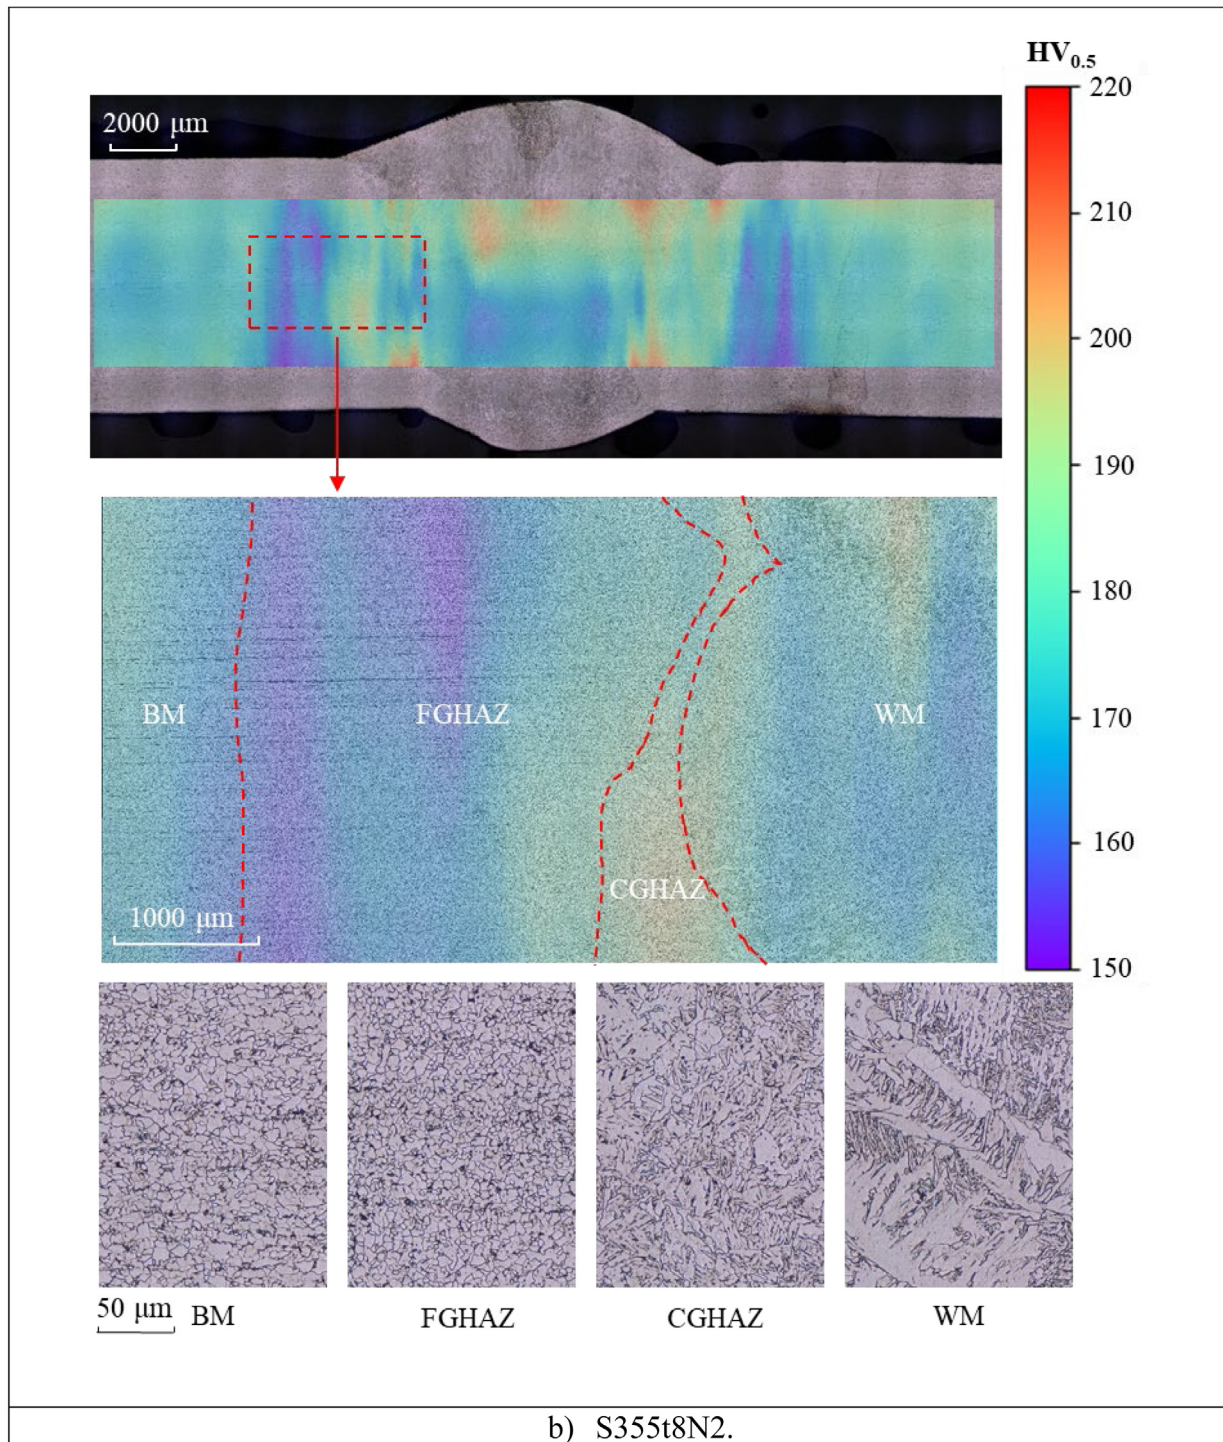 HV0.5
220
2000 μm
210
200
190
180
BM
FGHAZ
WM
170
160
CGHAZ
1000 μm
150
50 μm
BM
FGHAZ
CGHAZ
WM
b) S355t8N2.